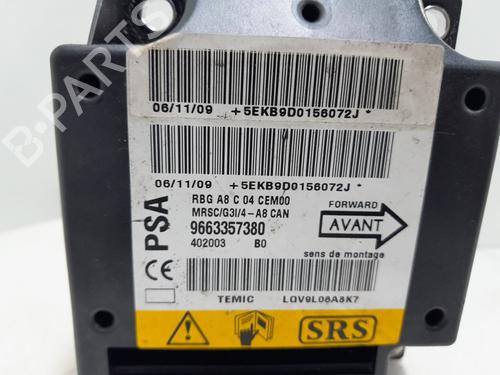 B-PARTS
06/11/09 +5EKB9D0156072J *
06/11/09 +5EKB9D0156072J *
PSA
RBG A8 C 04 CEM00
MRSC/G3I/4-A8 CAN
9663357380
402003 B0
FORWARD
AVANT
sens de montage
CE
TEMIC LQV9L06A8K7
SRS